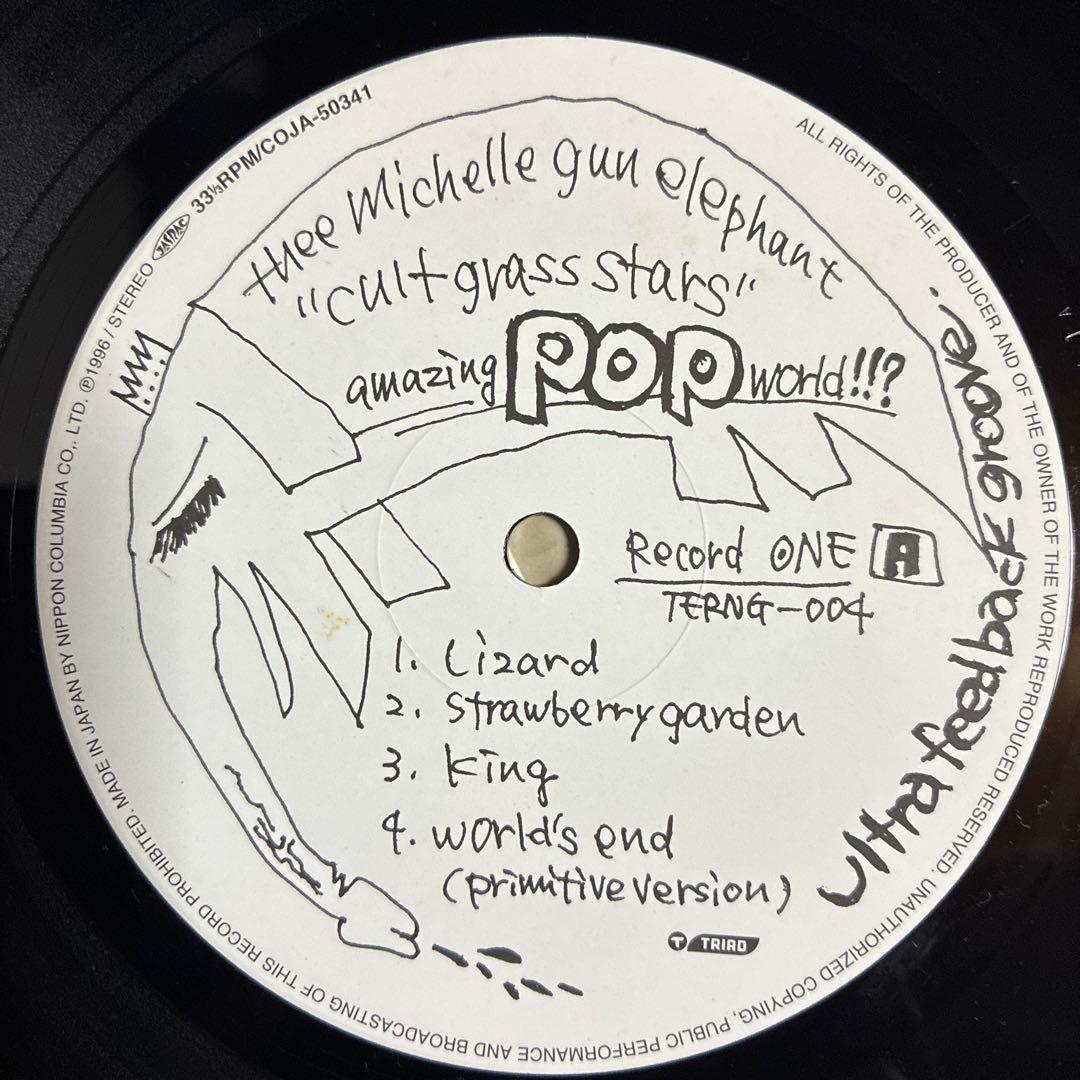 thee Michelle gun elephant
"cult grass stars"
amazing POP world!!!?
Record ONE A
TERNG-004
1. Lizard
2. strawberry garden
3. king
4. world's end
(primitive version)
ultra feedback groove.
T TRIAD
MADE IN JAPAN BY NIPPON COLUMBIA CO., LTD. ℗1996 / STEREO JASRAC 33⅓RPM/COJA-50341
ALL RIGHTS OF THE PRODUCER AND OF THE OWNER OF THE WORK REPRODUCED RESERVED. UNAUTHORIZED COPYING, PUBLIC PERFORMANCE AND BROADCASTING OF THIS RECORD PROHIBITED.